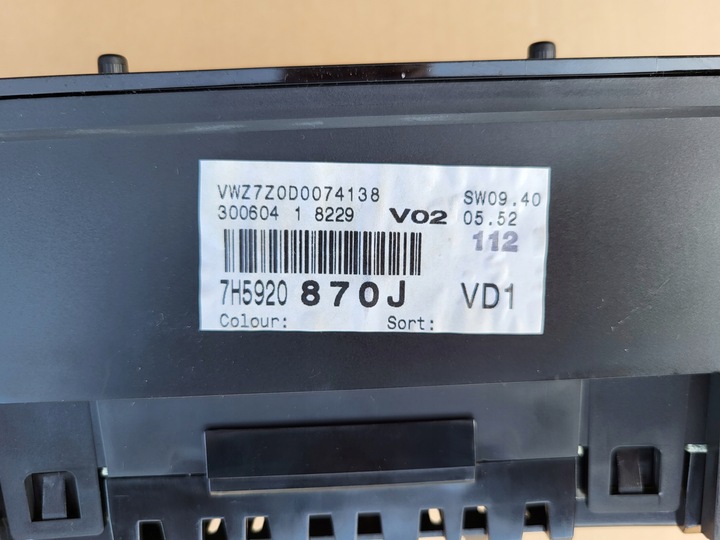 VWZ7Z0D0074138 SW09.40
300604 1 8229 V02 05.52
112
7H5920 870J VD1
Colour: Sort: